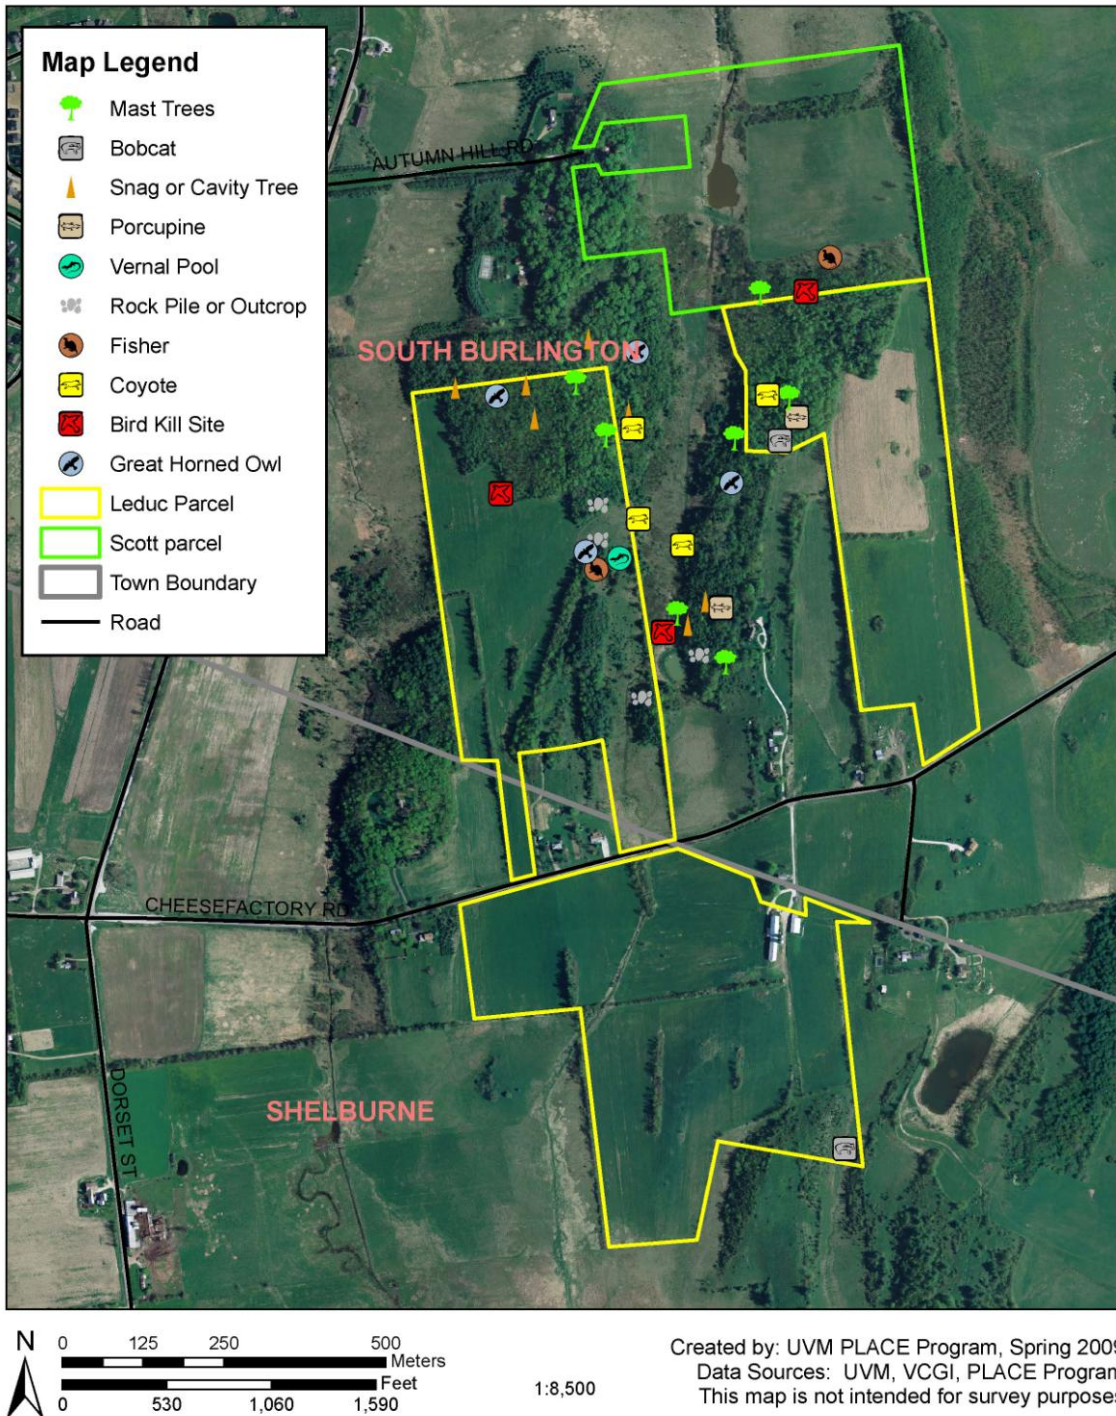 Map Legend
Mast Trees
Bobcat
Snag or Cavity Tree
Porcupine
Vernal Pool
Rock Pile or Outcrop
Fisher
Coyote
Bird Kill Site
Great Horned Owl
Leduc Parcel
Scott parcel
Town Boundary
Road
AUTUMN HILL RD
SOUTH BURLINGTON
CHEESEFACTORY RD
DORSET ST
SHELBURNE
N
0 125 250 500
Meters
Feet
0 530 1,060 1,590
1:8,500
Created by: UVM PLACE Program, Spring 2009
Data Sources: UVM, VCGI, PLACE Program
This map is not intended for survey purposes